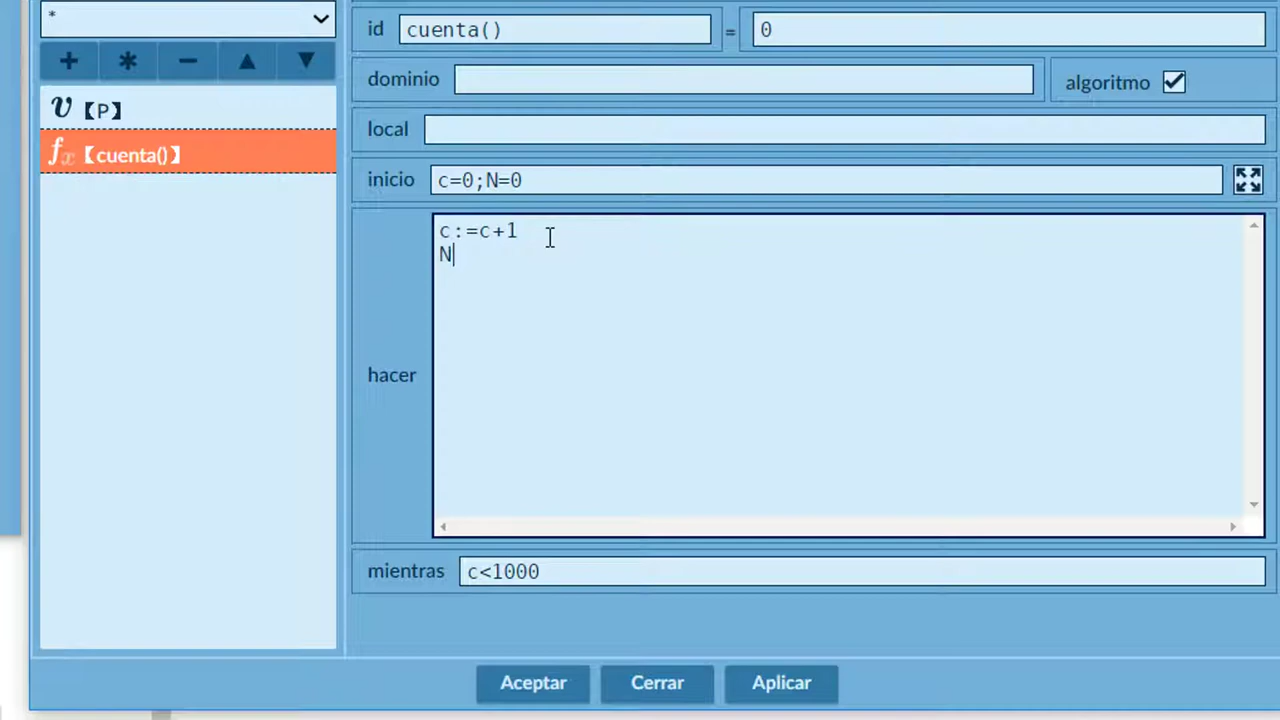 *
id cuenta() = 0
dominio algoritmo
𝒗 【P】
local
fx 【cuenta()】
inicio c=0;N=0
c:=c+1
N
hacer
mientras c<1000
Aceptar Cerrar Aplicar